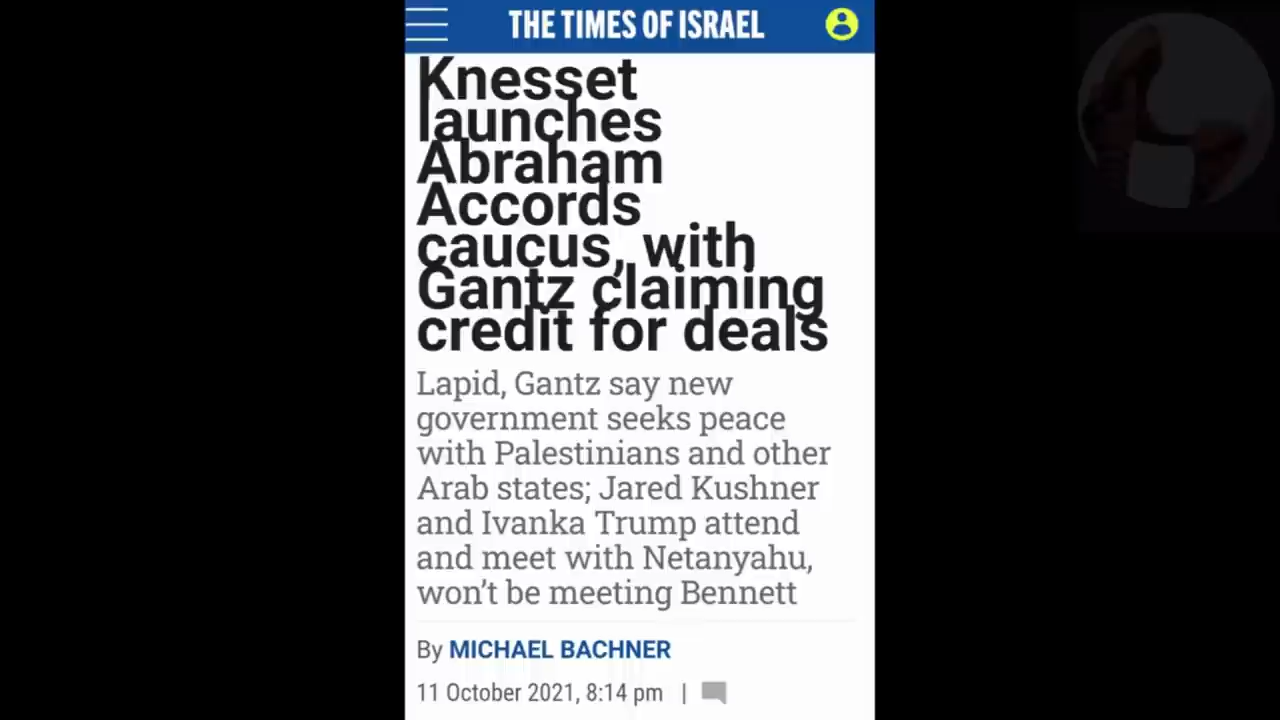 THE TIMES OF ISRAEL
Knesset
launches
Abraham
Accords
caucus, with
Gantz claiming
credit for deals
Lapid, Gantz say new
government seeks peace
with Palestinians and other
Arab states; Jared Kushner
and Ivanka Trump attend
and meet with Netanyahu,
won’t be meeting Bennett
By MICHAEL BACHNER
11 October 2021, 8:14 pm |